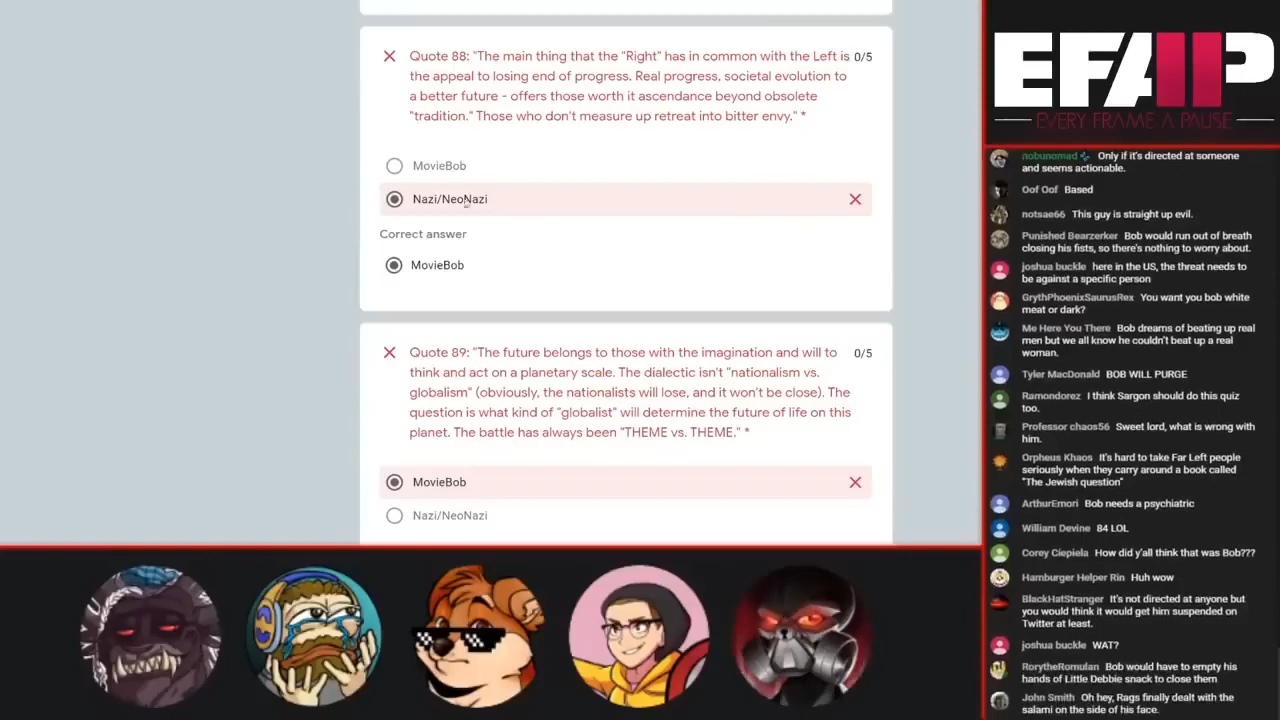 Quote 88: "The main thing that the "Right" has in common with the Left is 0/5
the appeal to losing end of progress. Real progress, societal evolution to
a better future - offers those worth it ascendance beyond obsolete
"tradition." Those who don't measure up retreat into bitter envy." *
MovieBob
Nazi/NeoNazi
Correct answer
MovieBob
Quote 89: "The future belongs to those with the imagination and will to 0/5
think and act on a planetary scale. The dialectic isn't "nationalism vs.
globalism" (obviously, the nationalists will lose, and it won't be close). The
question is what kind of "globalist" will determine the future of life on this
planet. The battle has always been "THEME vs. THEME." *
MovieBob
Nazi/NeoNazi
EFAP
EVERY FRAME A PAUSE
nobunomad Only if it's directed at someone
and seems actionable.
Oof Oof Based
notsae66 This guy is straight up evil.
Punished Bearzerker Bob would run out of breath
closing his fists, so there's nothing to worry about.
joshua buckle here in the US, the threat needs to
be against a specific person
GrythPhoenixSaurusRex You want you bob white
meat or dark?
Me Here You There Bob dreams of beating up real
men but we all know he couldn't beat up a real
woman.
Tyler MacDonald BOB WILL PURGE
Ramondorez I think Sargon should do this quiz
too.
Professor chaos56 Sweet lord, what is wrong with
him.
Orpheus Khaos It's hard to take Far Left people
seriously when they carry around a book called
"The Jewish question"
ArthurEmori Bob needs a psychiatric
William Devine 84 LOL
Corey Ciepiela How did y'all think that was Bob???
Hamburger Helper Rin Huh wow
BlackHatStranger It's not directed at anyone but
you would think it would get him suspended on
Twitter at least.
joshua buckle WAT?
RorytheRomulan Bob would have to empty his
hands of Little Debbie snack to close them
John Smith Oh hey, Rags finally dealt with the
salami on the side of his face.